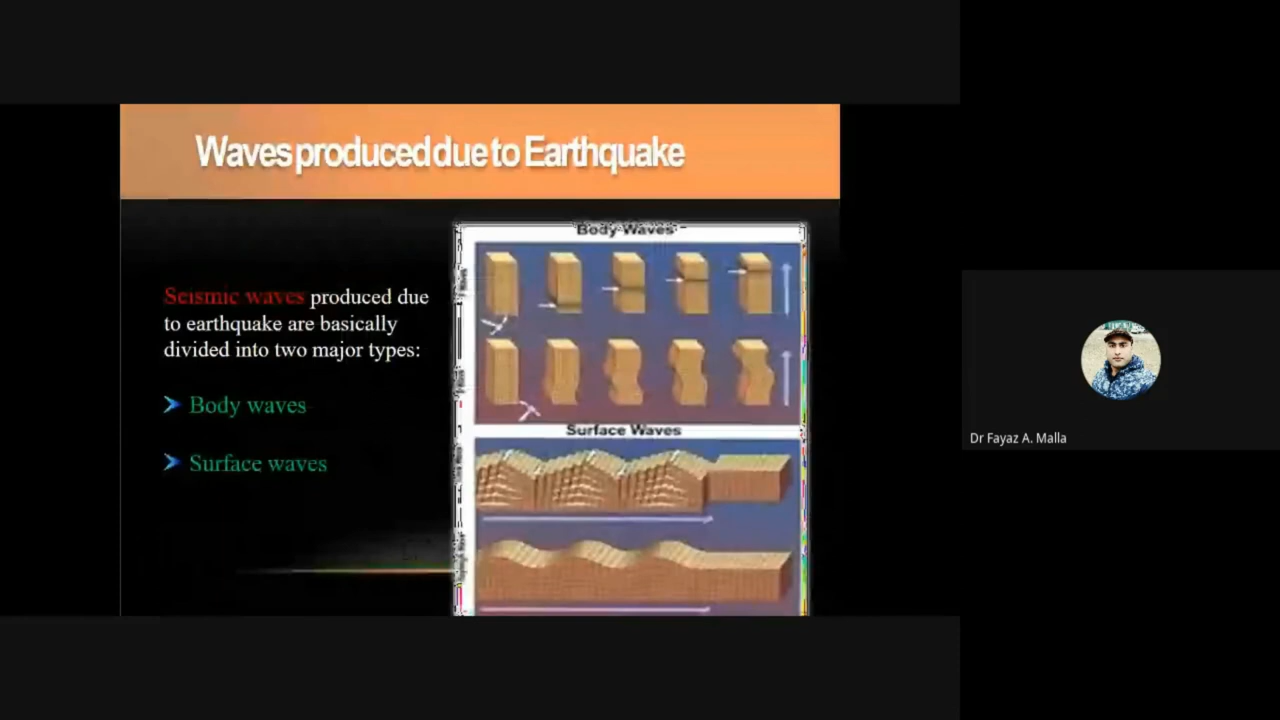 Waves produced due to Earthquake
Seismic waves produced due
to earthquake are basically
divided into two major types:
Body waves
Surface waves
Body Waves
Surface Waves
Dr Fayaz A. Malla